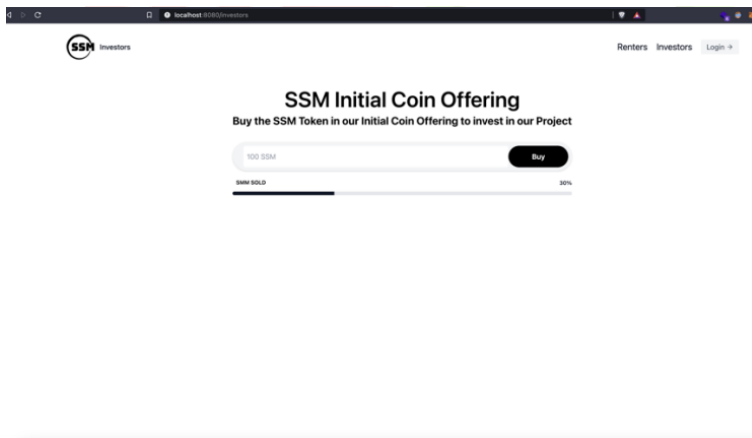 localhost:8080/investors
SSM Investors
Renters Investors Login →
SSM Initial Coin Offering
Buy the SSM Token in our Initial Coin Offering to invest in our Project
100 SSM Buy
SMM SOLD 30%